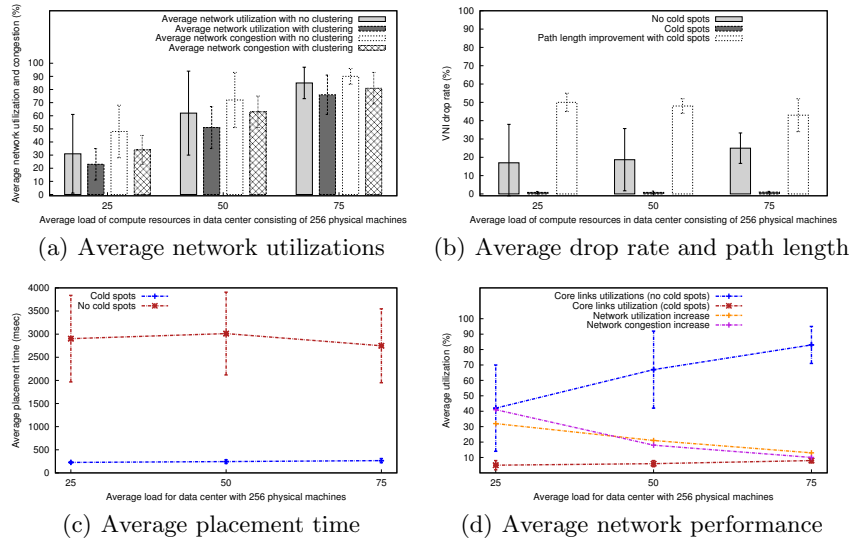 Average network utilization with no clustering
Average network utilization with clustering
Average network congestion with no clustering
Average network congestion with clustering
Average network utilization and congestion (%)
100
90
80
70
60
50
40
30
20
10
0
25
50
75
Average load of compute resources in data center consisting of 256 physical machines
(a) Average network utilizations
No cold spots
Cold spots
Path length improvement with cold spots
VNI drop rate (%)
100
80
60
40
20
0
25
50
75
Average load of compute resources in data center consisting of 256 physical machines
(b) Average drop rate and path length
Cold spots
No cold spots
Average placement time (msec)
4000
3500
3000
2500
2000
1500
1000
500
0
25
50
75
Average load for data center with 256 physical machines
(c) Average placement time
Core links utilizations (no cold spots)
Core links utilization (cold spots)
Network utilization increase
Network congestion increase
Average utilization (%)
100
90
80
70
60
50
40
30
20
10
25
50
75
Average load for data center with 256 physical machines
(d) Average network performance